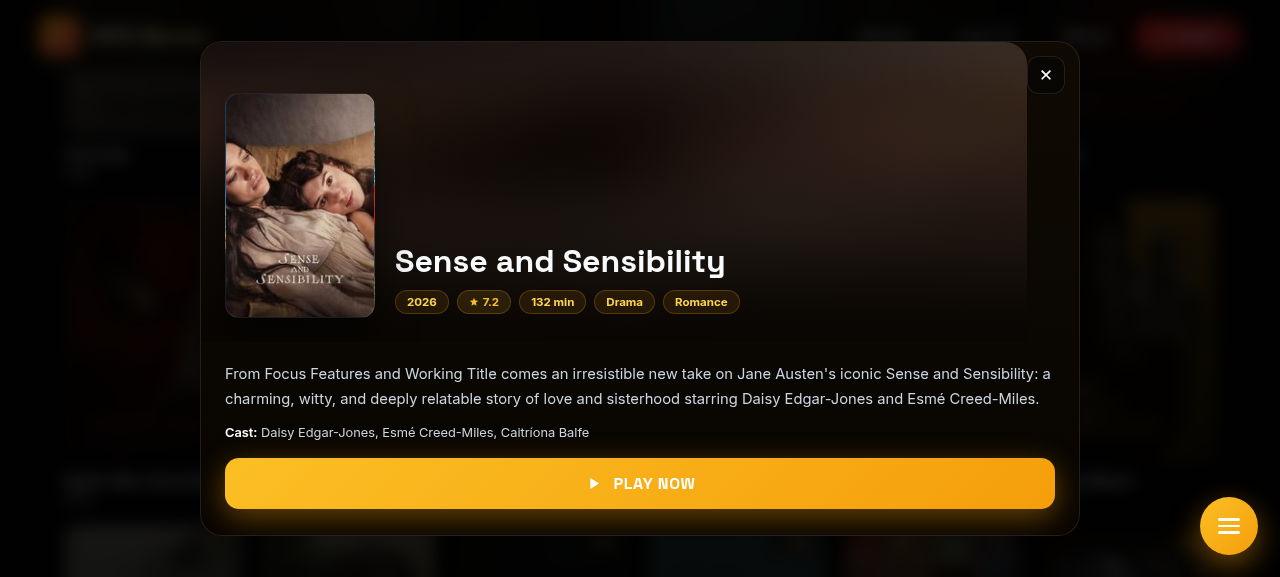 ✕
SENSE
AND
SENSIBILITY
Sense and Sensibility
2026
★ 7.2
132 min
Drama
Romance
From Focus Features and Working Title comes an irresistible new take on Jane Austen's iconic Sense and Sensibility: a
charming, witty, and deeply relatable story of love and sisterhood starring Daisy Edgar-Jones and Esmé Creed-Miles.
Cast: Daisy Edgar-Jones, Esmé Creed-Miles, Caitríona Balfe
PLAY NOW